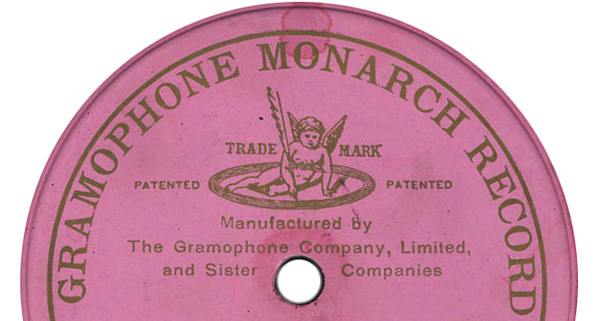 GRAMOPHONE MONARCH RECORD
TRADE MARK
PATENTED PATENTED
Manufactured by
The Gramophone Company, Limited,
and Sister Companies